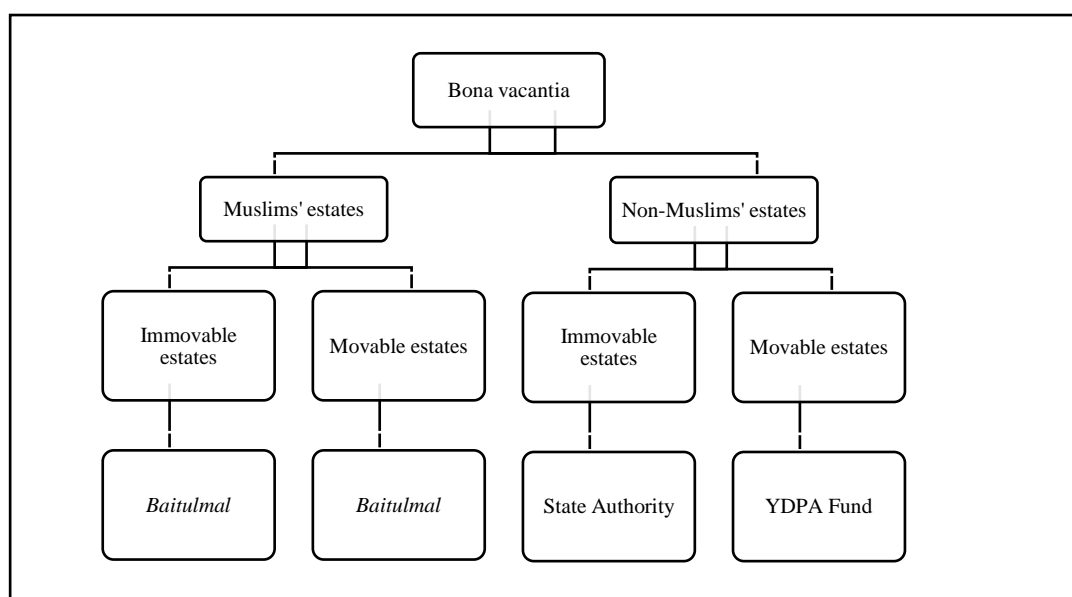 Bona vacantia
Muslims' estates
Non-Muslims' estates
Immovable
estates
Movable estates
Immovable
estates
Movable estates
Baitulmal
Baitulmal
State Authority
YDPA Fund